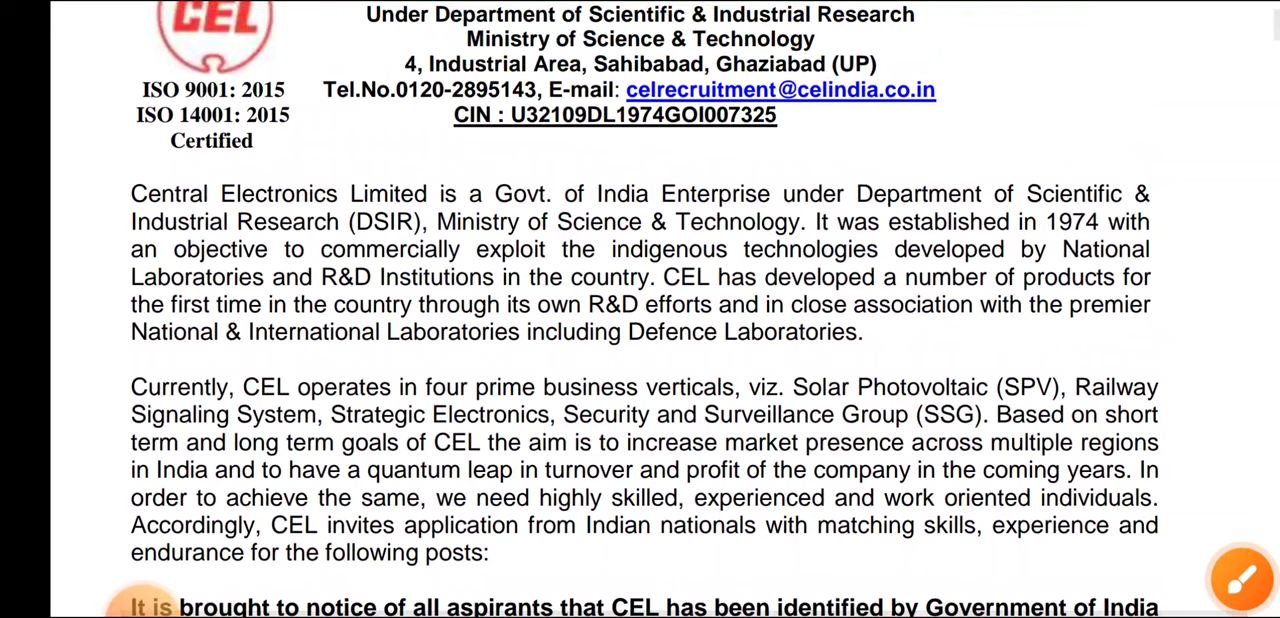 CEL
Under Department of Scientific & Industrial Research
Ministry of Science & Technology
4, Industrial Area, Sahibabad, Ghaziabad (UP)
ISO 9001: 2015 Tel.No.0120-2895143, E-mail: celrecruitment@celindia.co.in
ISO 14001: 2015 CIN : U32109DL1974GOI007325
Certified
Central Electronics Limited is a Govt. of India Enterprise under Department of Scientific &
Industrial Research (DSIR), Ministry of Science & Technology. It was established in 1974 with
an objective to commercially exploit the indigenous technologies developed by National
Laboratories and R&D Institutions in the country. CEL has developed a number of products for
the first time in the country through its own R&D efforts and in close association with the premier
National & International Laboratories including Defence Laboratories.
Currently, CEL operates in four prime business verticals, viz. Solar Photovoltaic (SPV), Railway
Signaling System, Strategic Electronics, Security and Surveillance Group (SSG). Based on short
term and long term goals of CEL the aim is to increase market presence across multiple regions
in India and to have a quantum leap in turnover and profit of the company in the coming years. In
order to achieve the same, we need highly skilled, experienced and work oriented individuals.
Accordingly, CEL invites application from Indian nationals with matching skills, experience and
endurance for the following posts:
It is brought to notice of all aspirants that CEL has been identified by Government of India